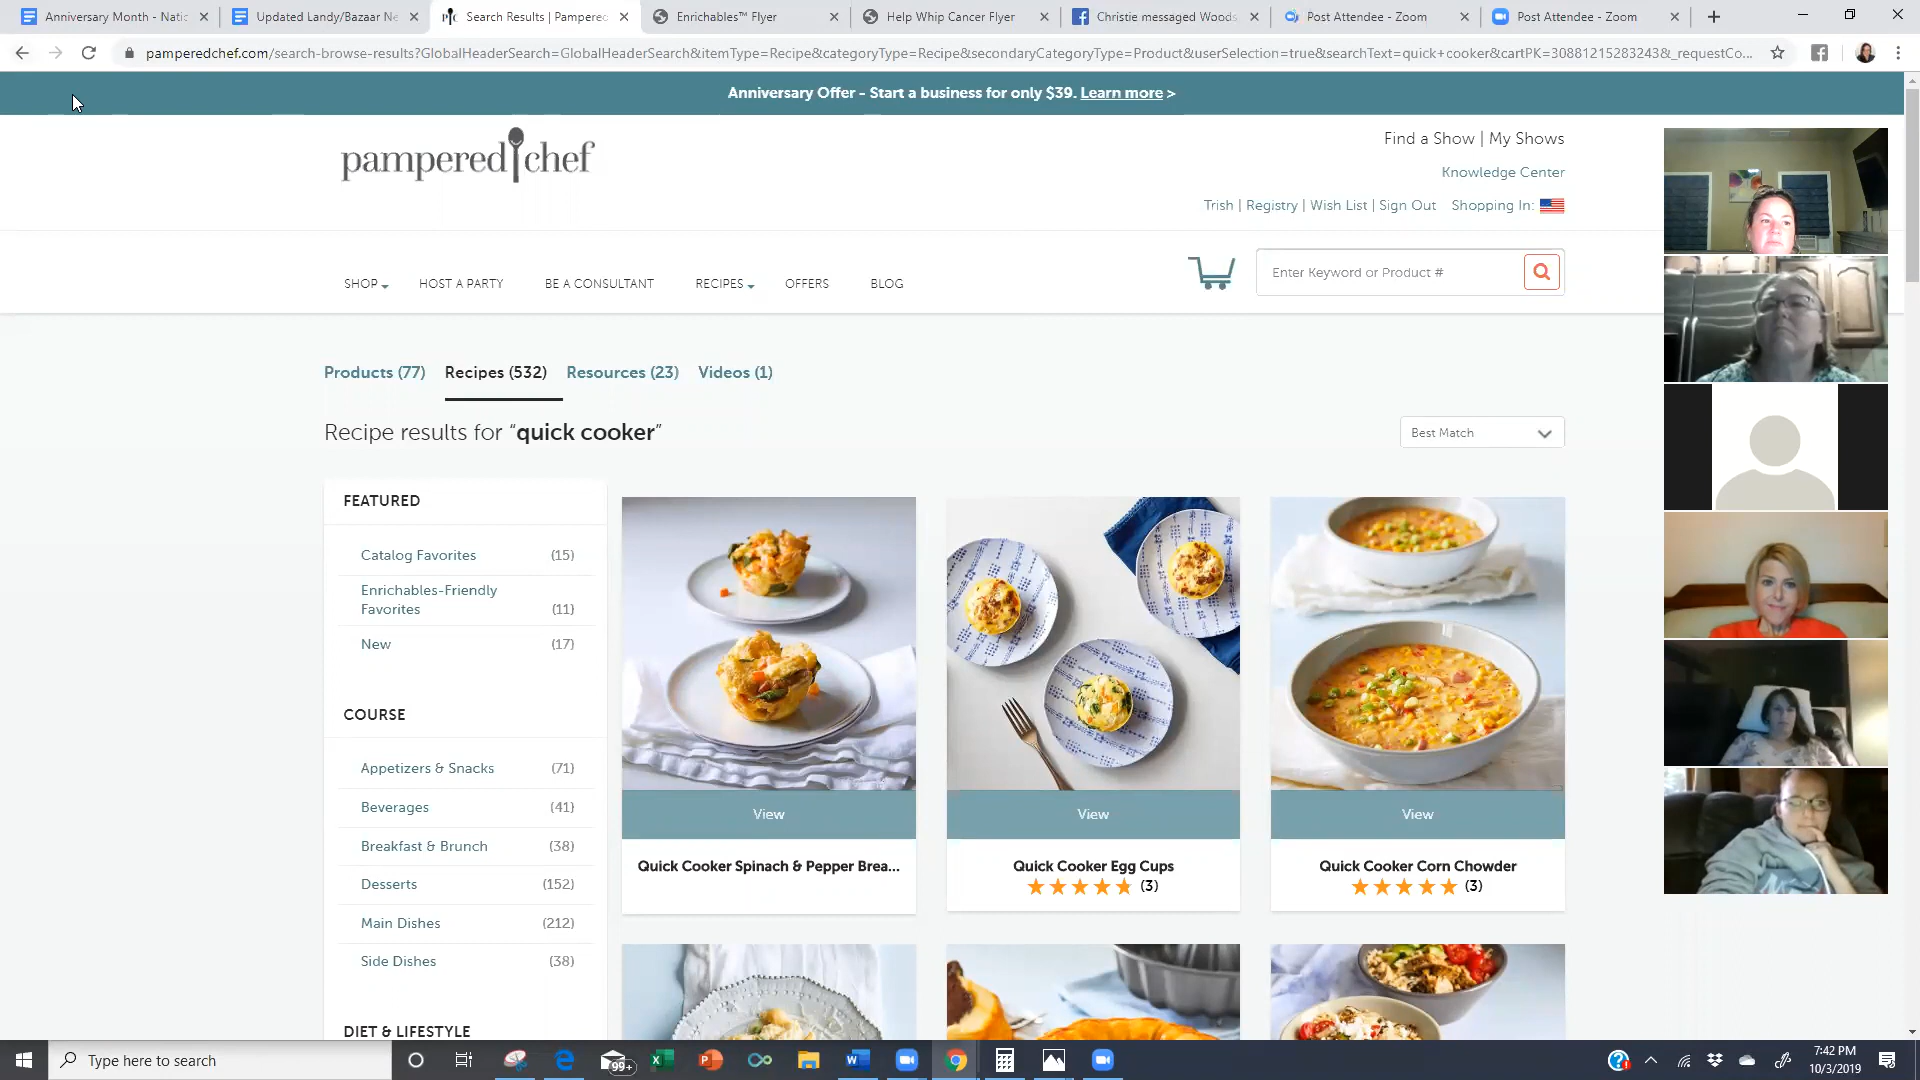 Anniversary Month - Natio
Updated Landy/Bazaar Ne
Search Results | Pampered
Enrichables™ Flyer
Help Whip Cancer Flyer
Christie messaged Woods
Post Attendee - Zoom
Post Attendee - Zoom
pamperedchef.com/search-browse-results?GlobalHeaderSearch=GlobalHeaderSearch&itemType=Recipe&categoryType=Recipe&secondaryCategoryType=Product&userSelection=true&searchText=quick+cooker&cartPK=30881215283243&_requestCo...
Anniversary Offer - Start a business for only $39. Learn more >
pampered chef
Find a Show | My Shows
Knowledge Center
Trish | Registry | Wish List | Sign Out Shopping In:
SHOP HOST A PARTY BE A CONSULTANT RECIPES OFFERS BLOG
Enter Keyword or Product #
Products (77) Recipes (532) Resources (23) Videos (1)
Recipe results for “quick cooker”
Best Match
FEATURED
Catalog Favorites (15)
Enrichables-Friendly
Favorites (11)
New (17)
COURSE
Appetizers & Snacks (71)
Beverages (41)
Breakfast & Brunch (38)
Desserts (152)
Main Dishes (212)
Side Dishes (38)
DIET & LIFESTYLE
View
View
View
Quick Cooker Spinach & Pepper Brea...
Quick Cooker Egg Cups
(3)
Quick Cooker Corn Chowder
(3)
Type here to search
99+
7:42 PM
10/3/2019